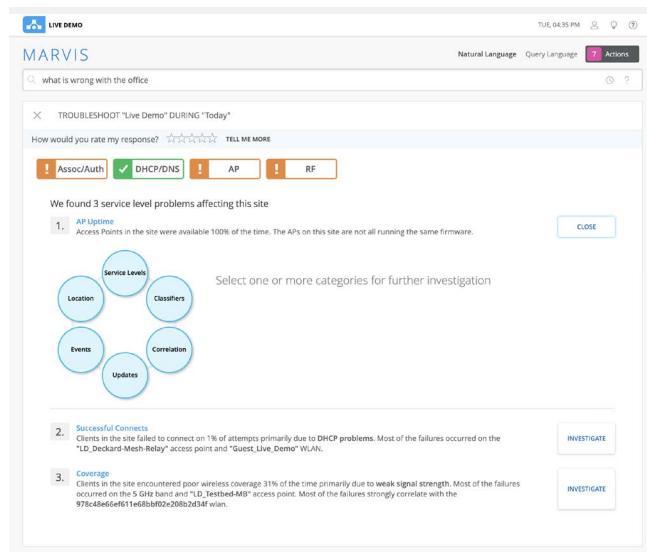 LIVE DEMO
TUE, 04:35 PM
?
MARVIS
Natural Language
Query Language
7 Actions
what is wrong with the office
?
TROUBLESHOOT "Live Demo" DURING "Today"
How would you rate my response?
TELL ME MORE
! Assoc/Auth
DHCP/DNS
! AP
! RF
We found 3 service level problems affecting this site
1.
AP Uptime
Access Points in the site were available 100% of the time. The APs on this site are not all running the same firmware.
CLOSE
Service Levels
Select one or more categories for further investigation
Location
Classifiers
Events
Correlation
Updates
2.
Successful Connects
Clients in the site failed to connect on 1% of attempts primarily due to DHCP problems. Most of the failures occurred on the
"LD_Deckard-Mesh-Relay" access point and "Guest_Live_Demo" WLAN.
INVESTIGATE
3.
Coverage
Clients in the site encountered poor wireless coverage 31% of the time primarily due to weak signal strength. Most of the failures
occurred on the 5 GHz band and "LD_Testbed-MB" access point. Most of the failures strongly correlate with the
978c48e66ef611e68bbf02e208b2d34f wlan.
INVESTIGATE